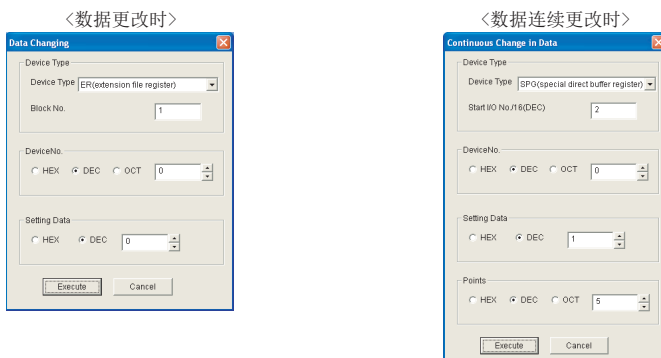 <数据更改时>
Data Changing
Device Type
Device Type ER(extension file register)
Block No. 1
DeviceNo.
HEX DEC OCT 0
Setting Data
HEX DEC 0
Execute Cancel
<数据连续更改时>
Continuous Change in Data
Device Type
Device Type SPG(special direct buffer register)
Start I/O No./16(DEC) 2
DeviceNo.
HEX DEC OCT 0
Setting Data
HEX DEC 1
Points
HEX DEC OCT 5
Execute Cancel